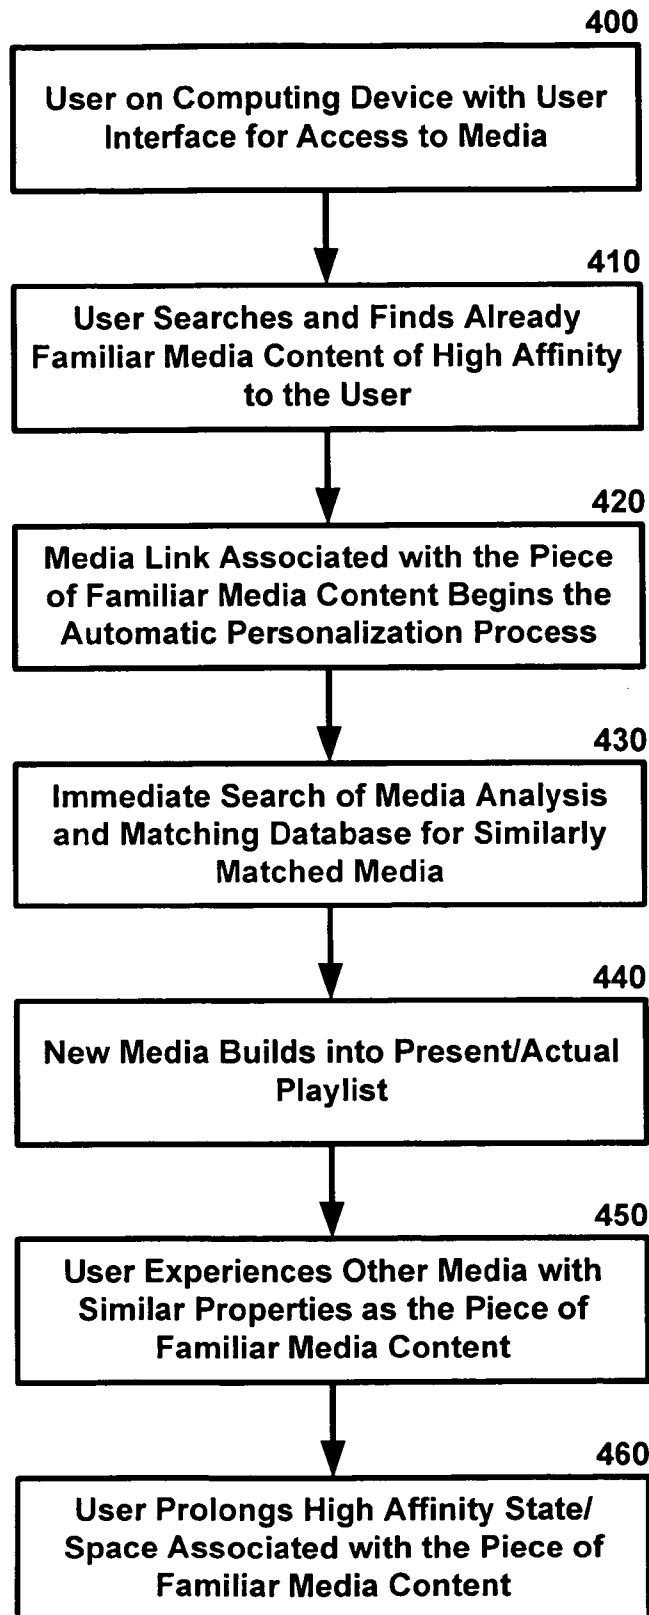 400
User on Computing Device with User
Interface for Access to Media
410
User Searches and Finds Already
Familiar Media Content of High Affinity
to the User
420
Media Link Associated with the Piece
of Familiar Media Content Begins the
Automatic Personalization Process
430
Immediate Search of Media Analysis
and Matching Database for Similarly
Matched Media
440
New Media Builds into Present/Actual
Playlist
450
User Experiences Other Media with
Similar Properties as the Piece of
Familiar Media Content
460
User Prolongs High Affinity State/
Space Associated with the Piece of
Familiar Media Content